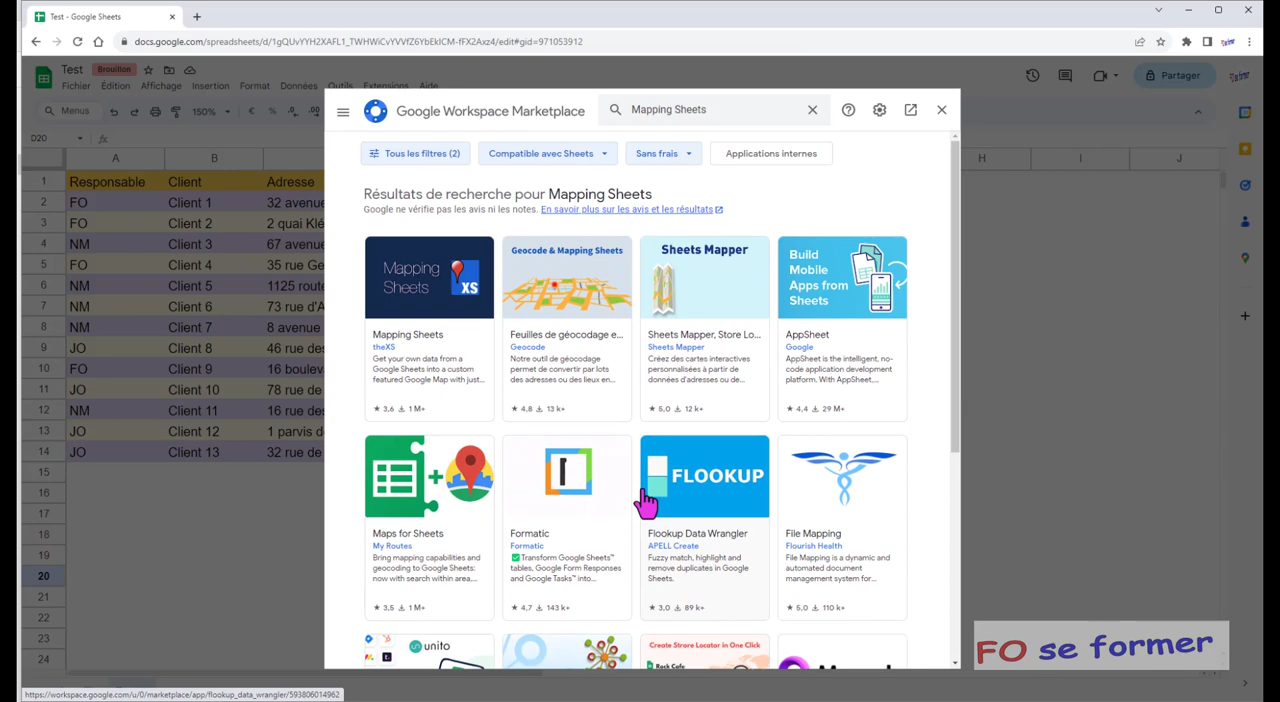 Test - Google Sheets
docs.google.com/spreadsheets/d/1gQUvYYH2XAFL1_TWHWiCvYVVfZ6YbEkICM-fFX2Axz4/edit#gid=971053912
Test Brouillon
Partager
Fichier Édition Affichage Insertion Format Données Outils Extensions Aide
Menus 150% € % .0 .00
D20 fx
A B H I J
1 Responsable Client Adresse
2 FO Client 1 32 avenue
3 FO Client 2 2 quai Klé
4 NM Client 3 67 avenue
5 FO Client 4 35 rue Ge
6 NM Client 5 1125 route
7 NM Client 6 73 rue d'A
8 NM Client 7 8 avenue
9 JO Client 8 46 rue des
10 FO Client 9 16 boulev
11 JO Client 10 78 rue de
12 NM Client 11 16 rue des
13 JO Client 12 1 parvis d
14 JO Client 13 32 rue de
15
16
17
18
19
20
21
22
23
24
Google Workspace Marketplace
Mapping Sheets
Tous les filtres (2) Compatible avec Sheets Sans frais Applications internes
Résultats de recherche pour Mapping Sheets
Google ne vérifie pas les avis ni les notes. En savoir plus sur les avis et les résultats
Mapping
Sheets
XS
Mapping Sheets
theXS
Get your own data from a
Google Sheets into a custom
featured Google Map with just...
★ 3,6 1 M+
Geocode & Mapping Sheets
Feuilles de géocodage e...
Geocode
Notre outil de géocodage
permet de convertir par lots
des adresses ou des lieux en...
★ 4,8 13 k+
Sheets Mapper
Sheets Mapper, Store Lo...
Sheets Mapper
Créez des cartes interactives
personnalisées à partir de
données d'adresses ou de...
★ 5,0 12 k+
Build
Mobile
Apps from
Sheets
AppSheet
Google
AppSheet is the intelligent, no-
code application development
platform. With AppSheet,
★ 4,4 29 M+
Maps for Sheets
My Routes
Bring mapping capabilities and
geocoding to Google Sheets:
now with search within area,...
★ 3,5 1 M+
Formatic
Formatic
✅Transform Google Sheets™
tables, Google Form Responses
and Google Tasks™ into...
★ 4,7 143 k+
FLOOKUP
Flookup Data Wrangler
APELL Create
Fuzzy match, highlight and
remove duplicates in Google
Sheets.
★ 3,0 89 k+
File Mapping
Flourish Health
File Mapping is a dynamic and
automated document
management system for...
★ 5,0 110 k+
unito
Create Strore Locator in One Click
Rock Cafe
FO se former
https://workspace.google.com/u/0/marketplace/app/flookup_data_wrangler/593806014962